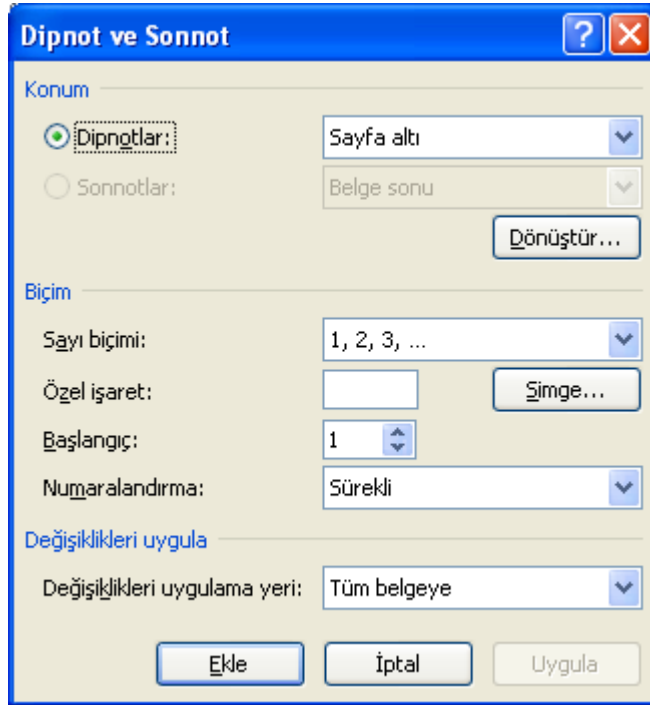 Dipnot ve Sonnot
Konum
Dipnotlar: Sayfa altı
Sonnotlar: Belge sonu
Dönüştür...
Biçim
Sayı biçimi: 1, 2, 3, ...
Özel işaret: Simge...
Başlangıç: 1
Numaralandırma: Sürekli
Değişiklikleri uygula
Değişiklikleri uygulama yeri: Tüm belgeye
Ekle İptal Uygula